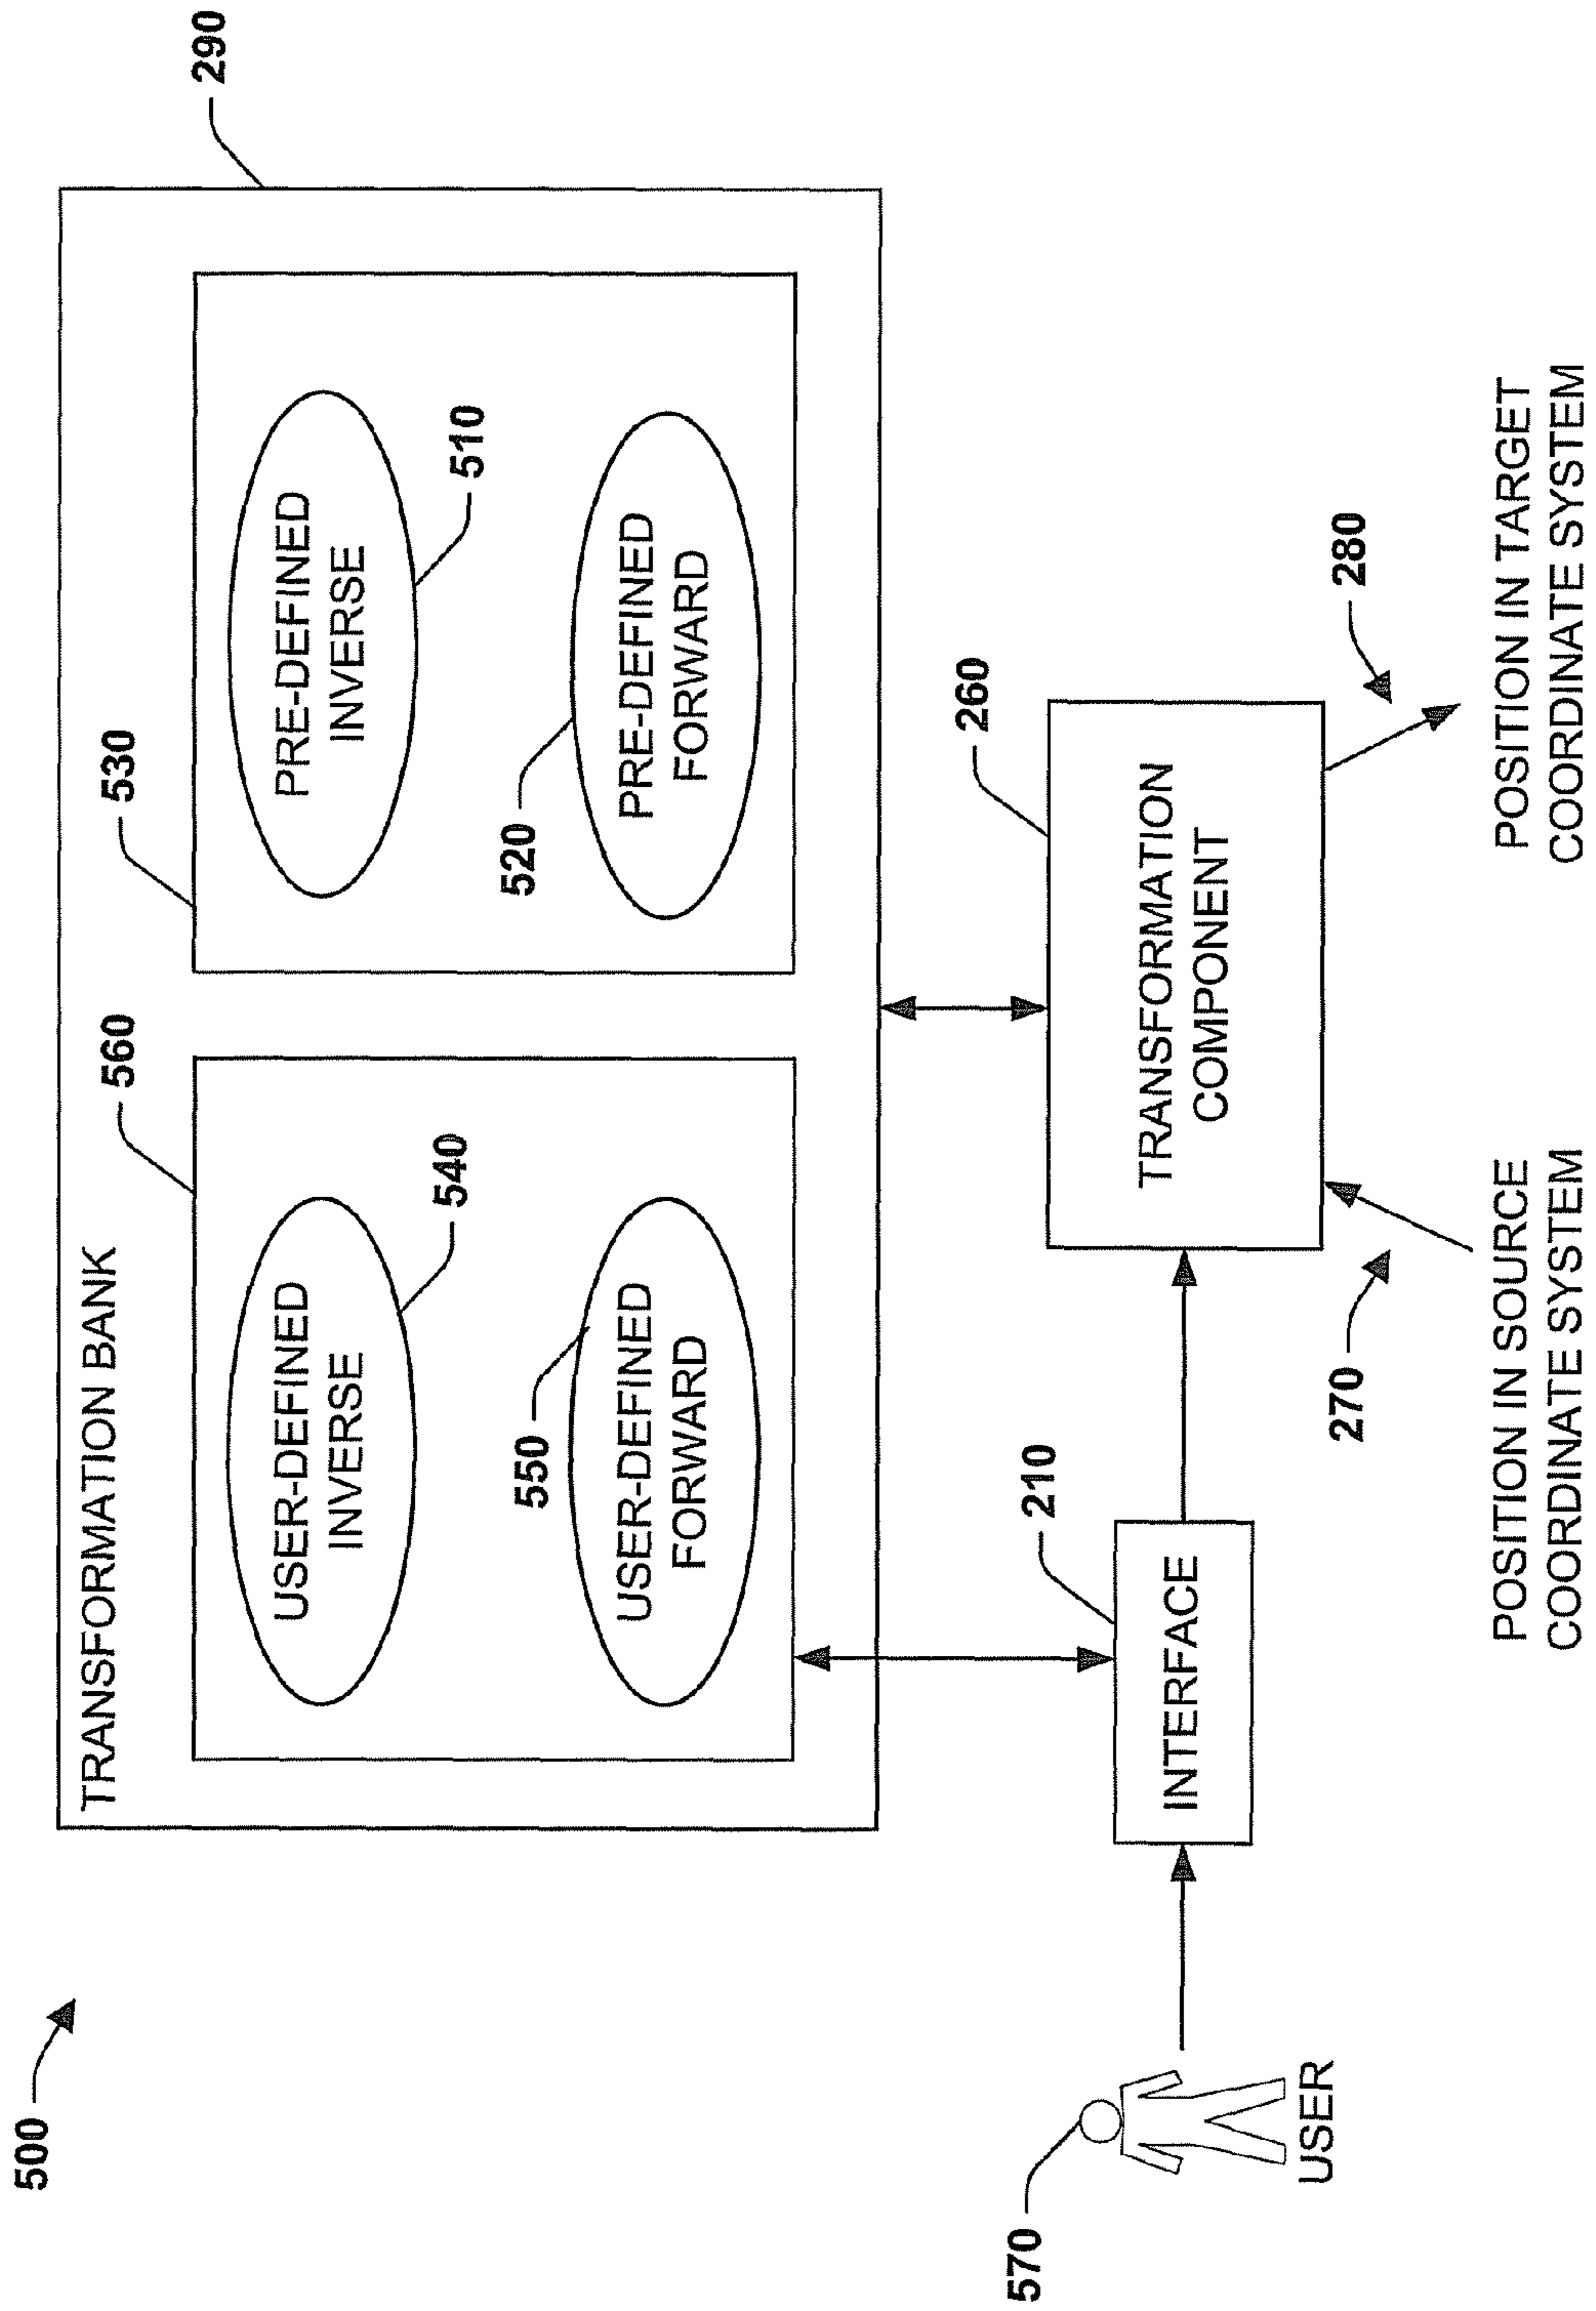 500
TRANSFORMATION BANK
290
560
530
USER-DEFINED
INVERSE
540
PRE-DEFINED
INVERSE
510
550
USER-DEFINED
FORWARD
520
PRE-DEFINED
FORWARD
570
USER
210
INTERFACE
260
TRANSFORMATION
COMPONENT
270
280
POSITION IN SOURCE
COORDINATE SYSTEM
POSITION IN TARGET
COORDINATE SYSTEM